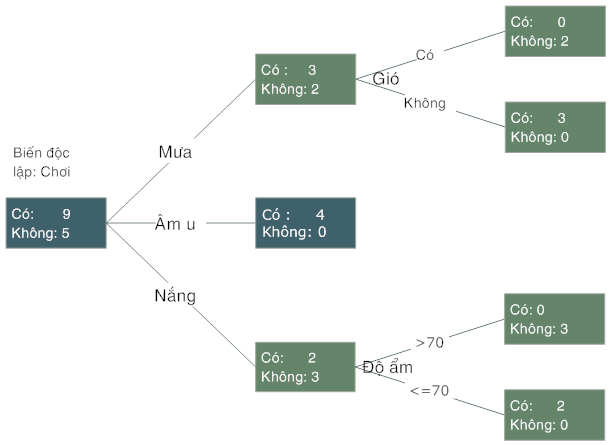 Biến độc
lập: Chơi
Có: 9
Không: 5
Mưa
Âm u
Nắng
Có : 3
Không: 2
Gió
Có
Không
Có: 0
Không: 2
Có: 3
Không: 0
Có : 4
Không: 0
Có: 2
Không: 3
Độ ẩm
>70
<=70
Có: 0
Không: 3
Có: 2
Không: 0